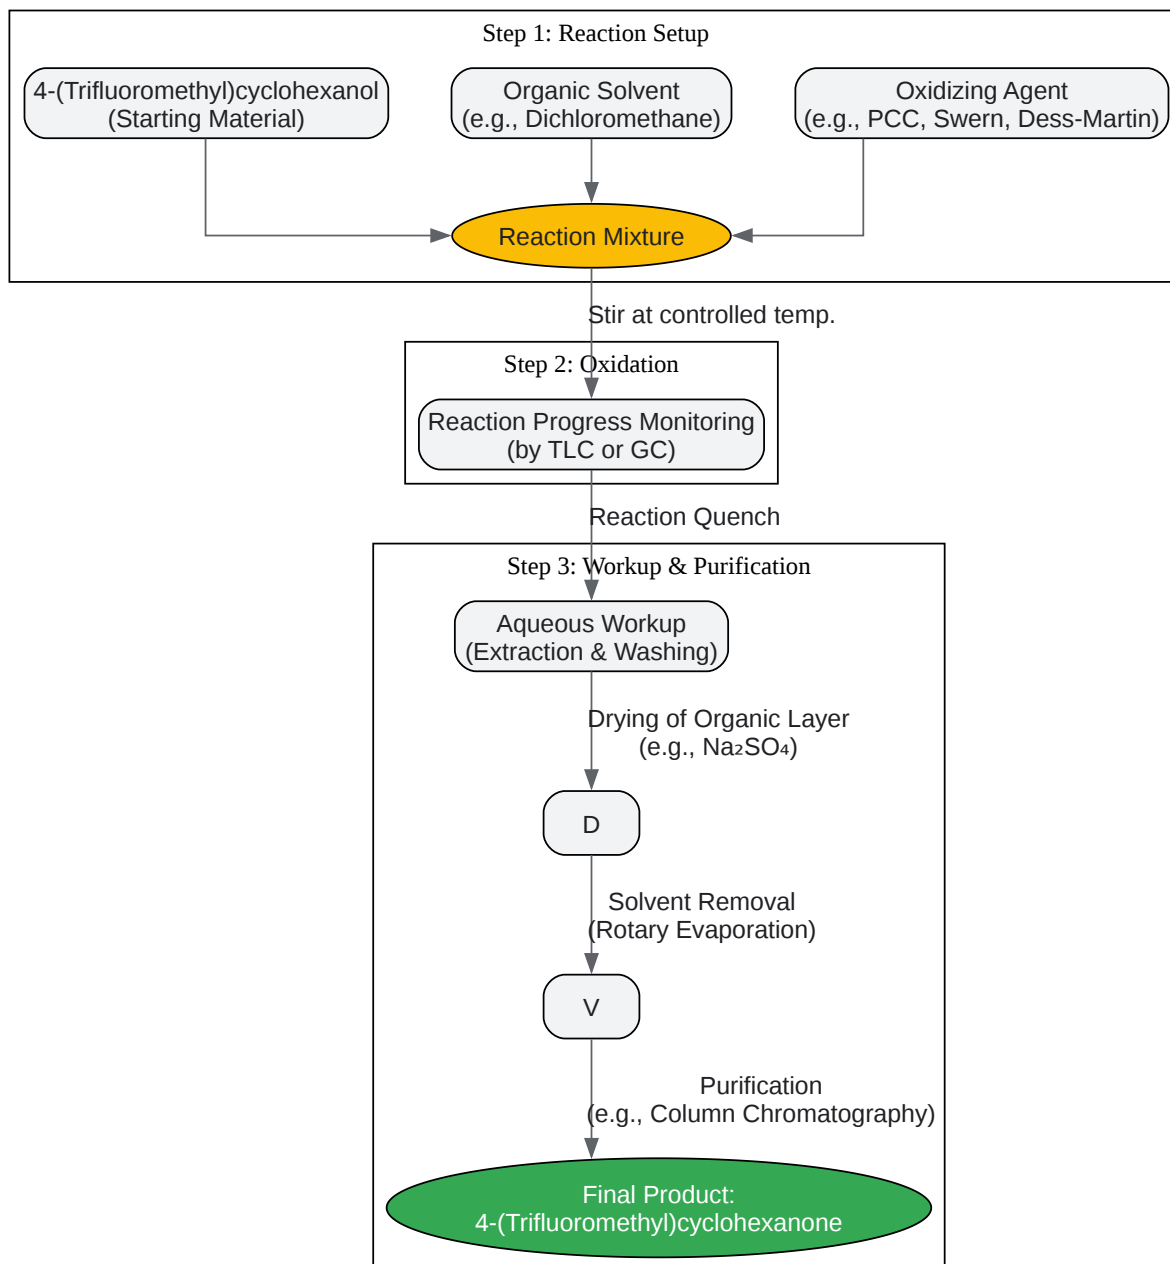 Step 1: Reaction Setup
4-(Trifluoromethyl)cyclohexanol
(Starting Material)
Organic Solvent
(e.g., Dichloromethane)
Oxidizing Agent
(e.g., PCC, Swern, Dess-Martin)
Reaction Mixture
Stir at controlled temp.
Step 2: Oxidation
Reaction Progress Monitoring
(by TLC or GC)
Reaction Quench
Step 3: Workup & Purification
Aqueous Workup
(Extraction & Washing)
Drying of Organic Layer
(e.g., Na₂SO₄)
D
Solvent Removal
(Rotary Evaporation)
V
Purification
(e.g., Column Chromatography)
Final Product:
4-(Trifluoromethyl)cyclohexanone